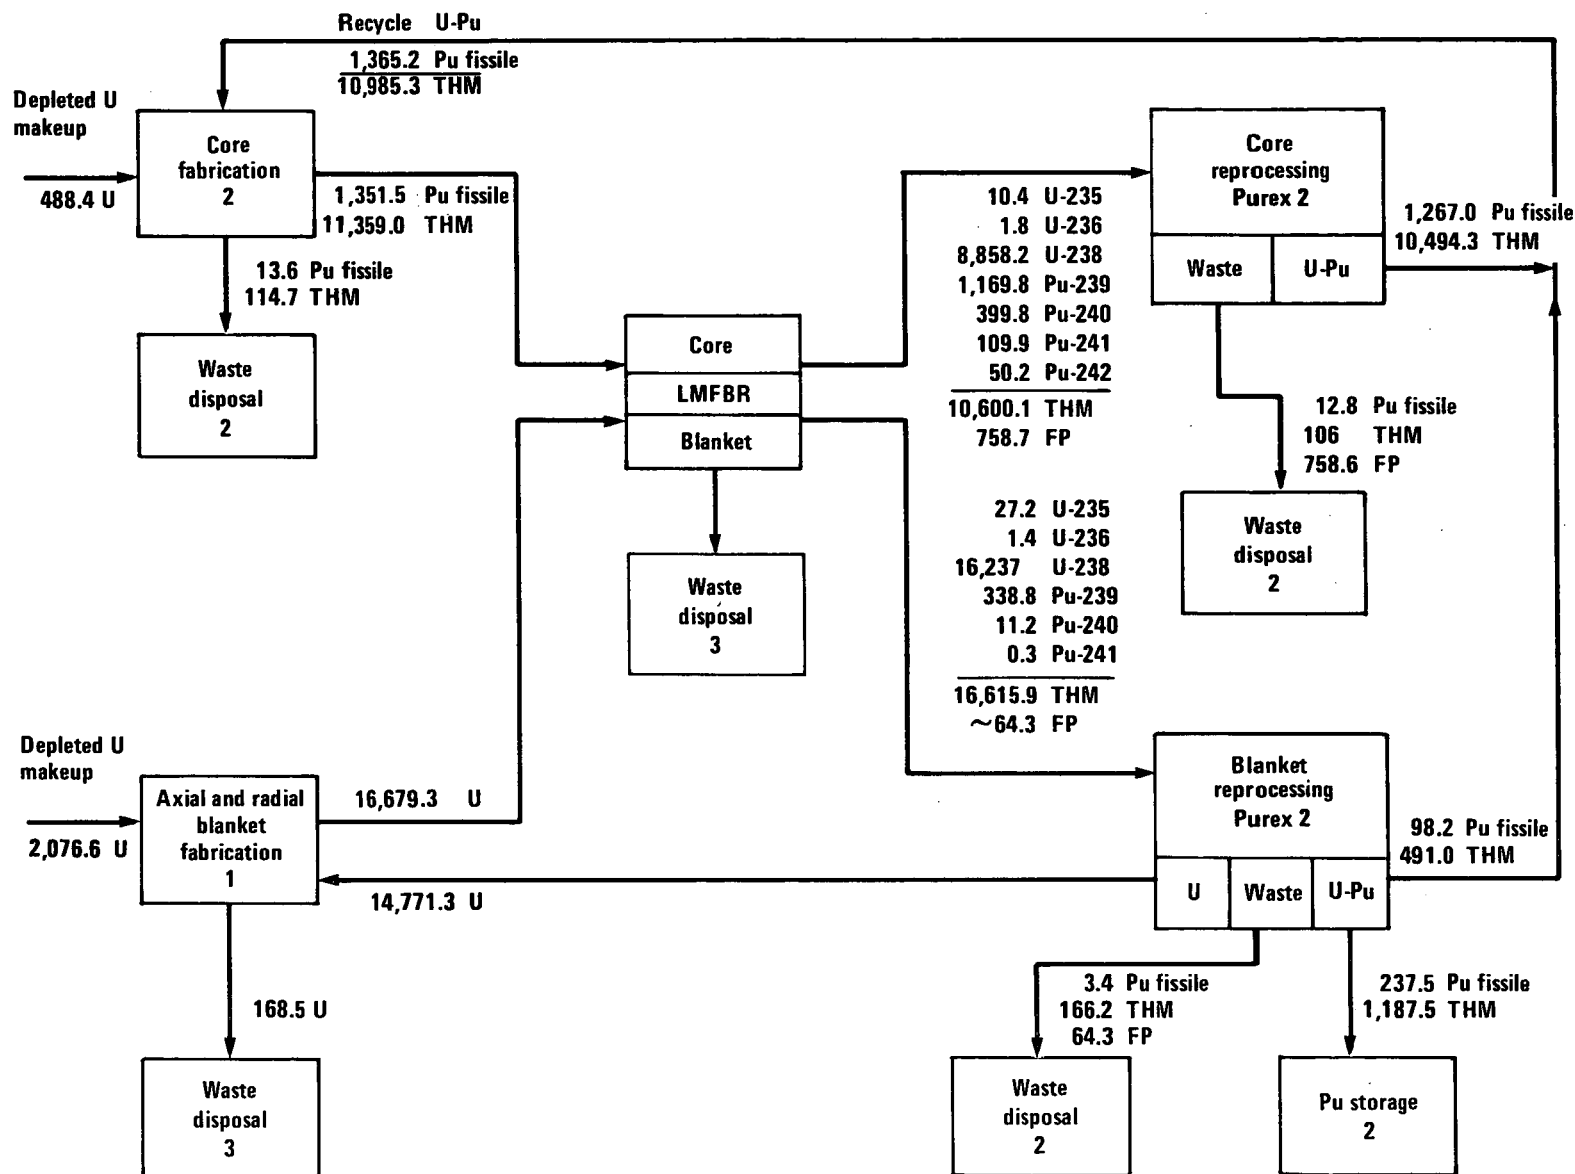 Recycle U-Pu
1,365.2 Pu fissile
10,985.3 THM
Depleted U
makeup
488.4 U
Core
fabrication
2
1,351.5 Pu fissile
11,359.0 THM
13.6 Pu fissile
114.7 THM
Waste
disposal
2
Core
LMFBR
Blanket
Waste
disposal
3
10.4 U-235
1.8 U-236
8,858.2 U-238
1,169.8 Pu-239
399.8 Pu-240
109.9 Pu-241
50.2 Pu-242
10,600.1 THM
758.7 FP
Core
reprocessing
Purex 2
Waste
U-Pu
1,267.0 Pu fissile
10,494.3 THM
12.8 Pu fissile
106 THM
758.6 FP
Waste
disposal
2
27.2 U-235
1.4 U-236
16,237 U-238
338.8 Pu-239
11.2 Pu-240
0.3 Pu-241
16,615.9 THM
~64.3 FP
Depleted U
makeup
2,076.6 U
Axial and radial
blanket
fabrication
1
16,679.3 U
14,771.3 U
168.5 U
Waste
disposal
3
Blanket
reprocessing
Purex 2
U
Waste
U-Pu
98.2 Pu fissile
491.0 THM
3.4 Pu fissile
166.2 THM
64.3 FP
237.5 Pu fissile
1,187.5 THM
Waste
disposal
2
Pu storage
2